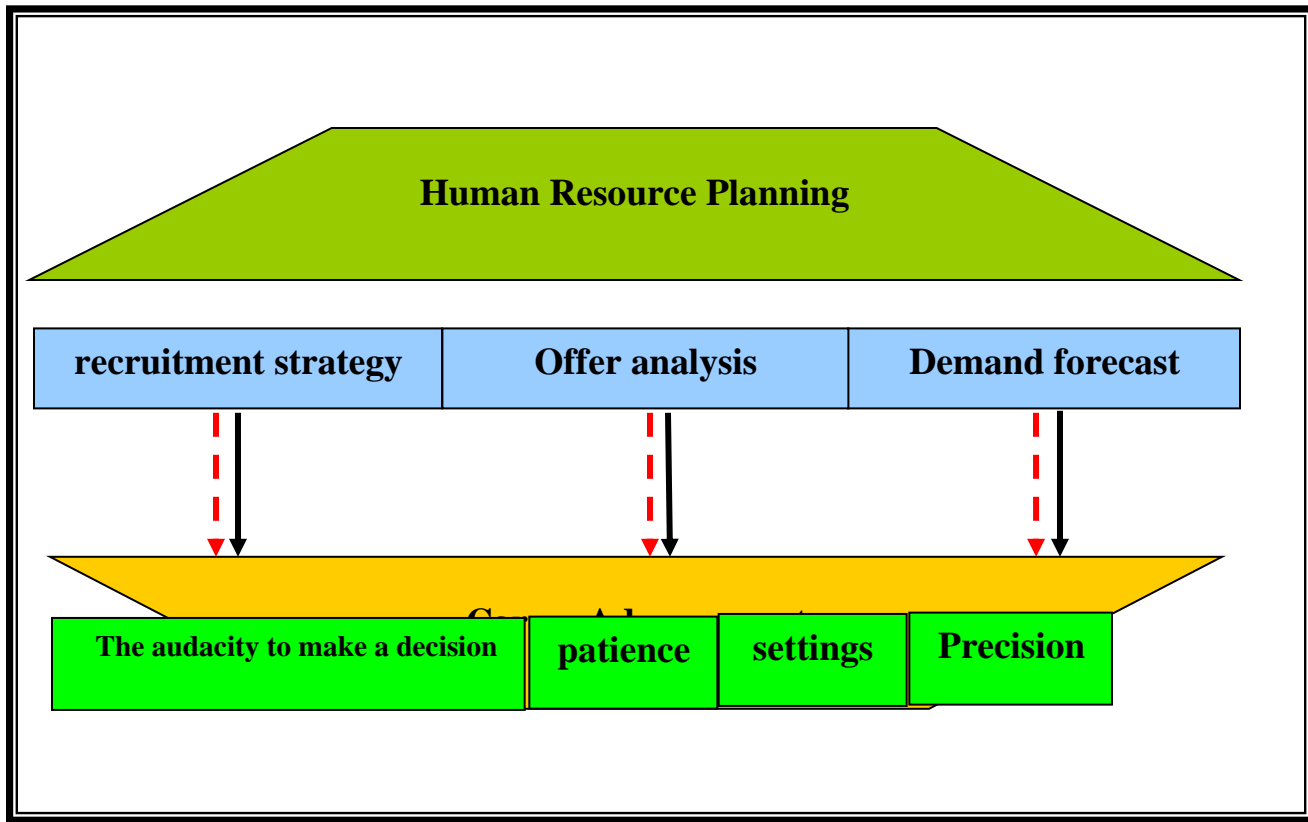 Human Resource Planning
recruitment strategy
Offer analysis
Demand forecast
The audacity to make a decision
patience
settings
Precision